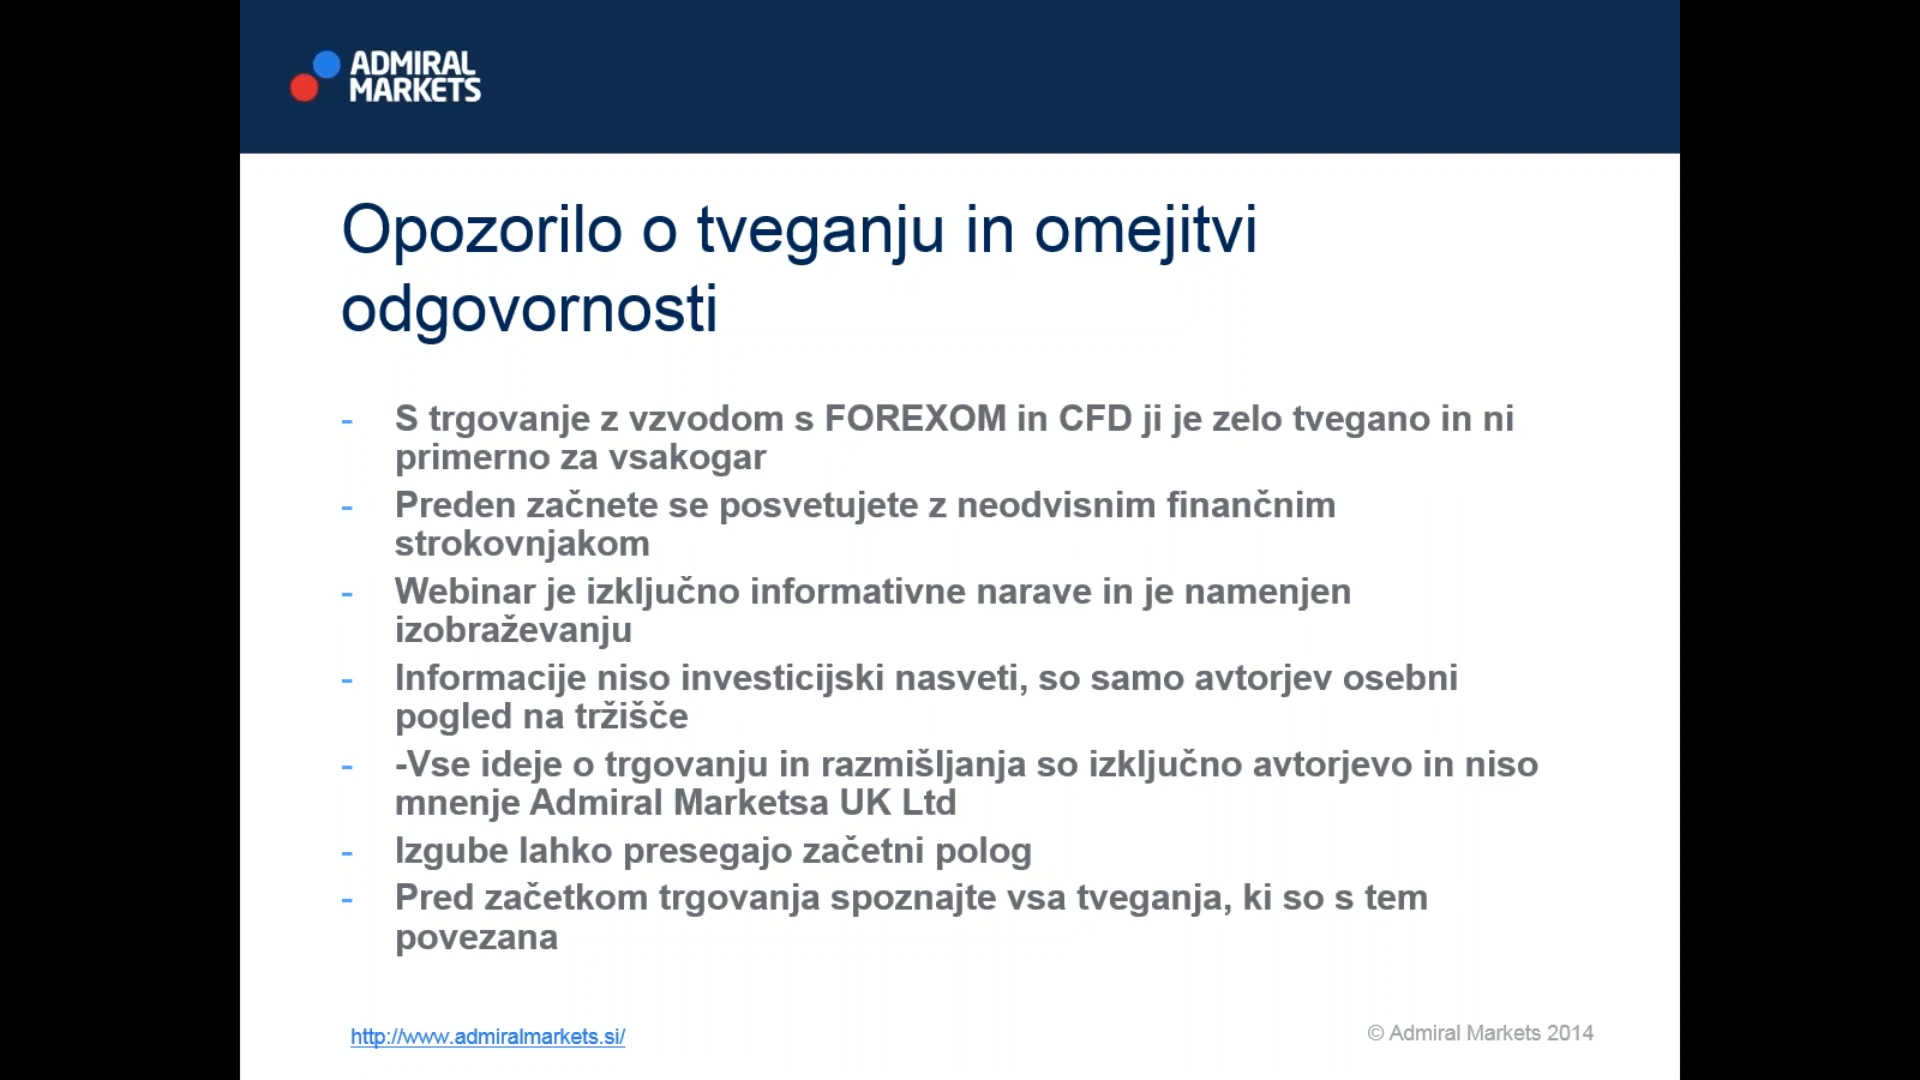 ADMIRAL
MARKETS
Opozorilo o tveganju in omejitvi
odgovornosti
- S trgovanje z vzvodom s FOREXOM in CFD ji je zelo tvegano in ni
primerno za vsakogar
- Preden začnete se posvetujete z neodvisnim finančnim
strokovnjakom
- Webinar je izključno informativne narave in je namenjen
izobraževanju
- Informacije niso investicijski nasveti, so samo avtorjev osebni
pogled na tržišče
- -Vse ideje o trgovanju in razmišljanja so izključno avtorjevo in niso
mnenje Admiral Marketsa UK Ltd
- Izgube lahko presegajo začetni polog
- Pred začetkom trgovanja spoznajte vsa tveganja, ki so s tem
povezana
http://www.admiralmarkets.si/
© Admiral Markets 2014